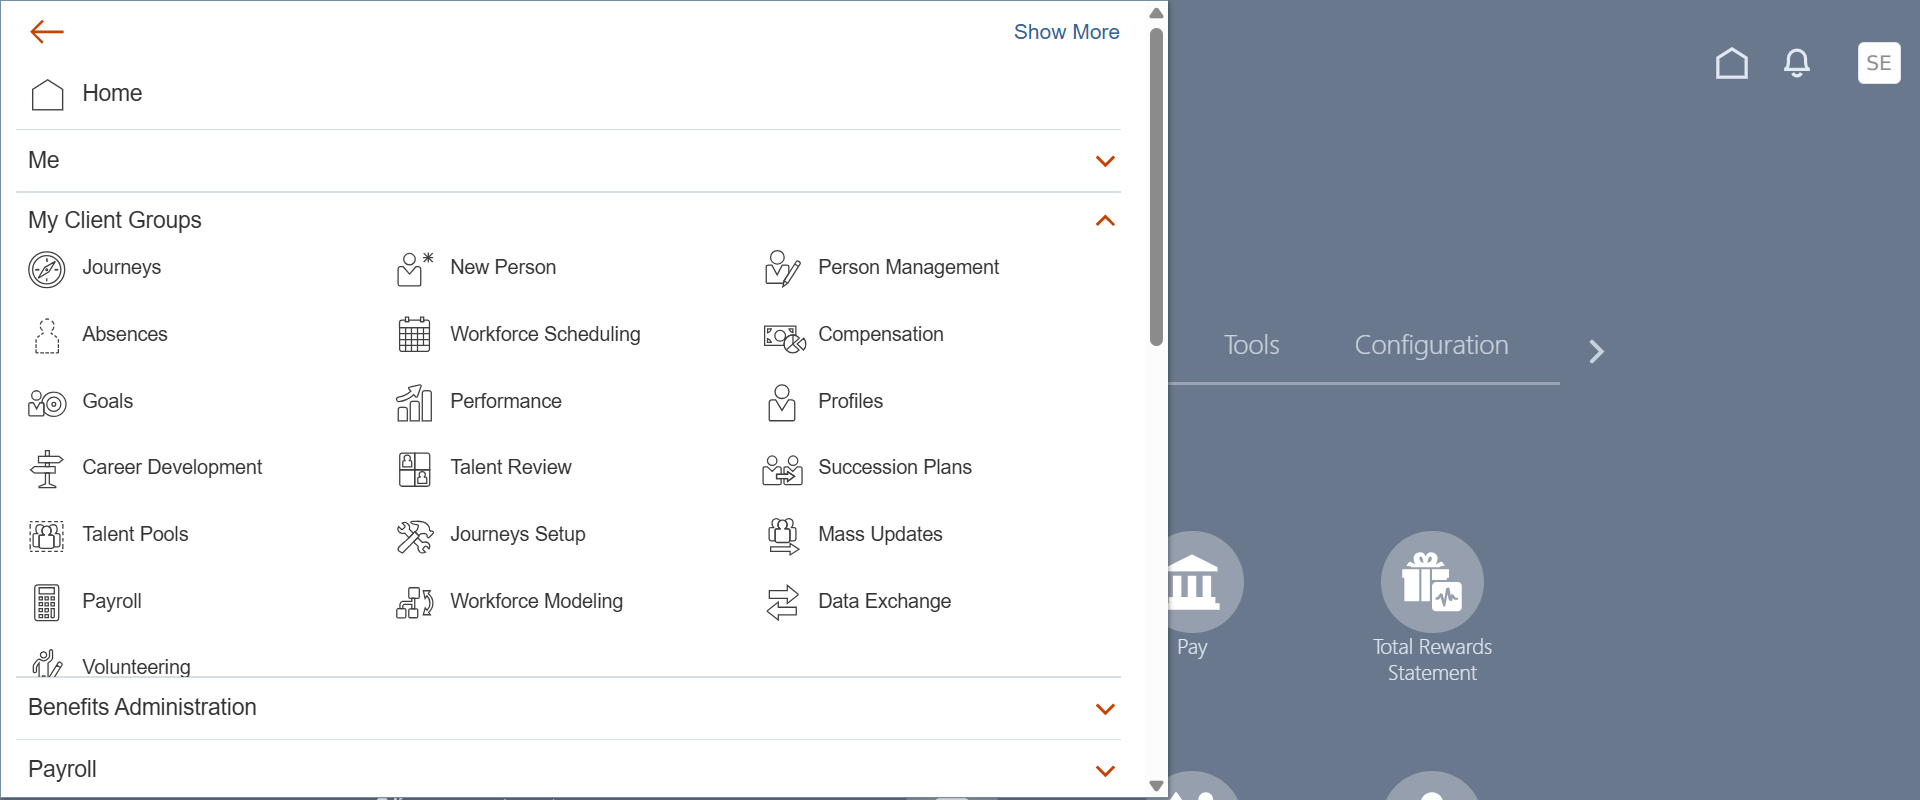 Show More
SE
Home
Me
My Client Groups
Journeys
New Person
Person Management
Absences
Workforce Scheduling
Compensation
Goals
Performance
Profiles
Career Development
Talent Review
Succession Plans
Talent Pools
Journeys Setup
Mass Updates
Payroll
Workforce Modeling
Data Exchange
Volunteering
Benefits Administration
Payroll
Tools
Configuration
Pay
Total Rewards
Statement